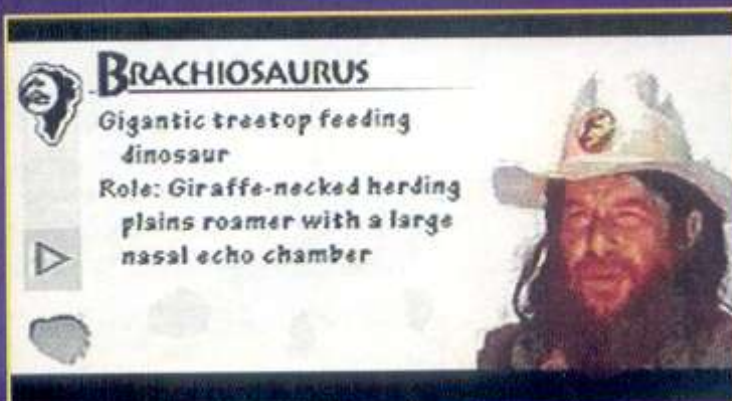 BRACHIOSAURUS
Gigantic treetop feeding
dinosaur
Role: Giraffe-necked herding
plains roamer with a large
nasal echo chamber